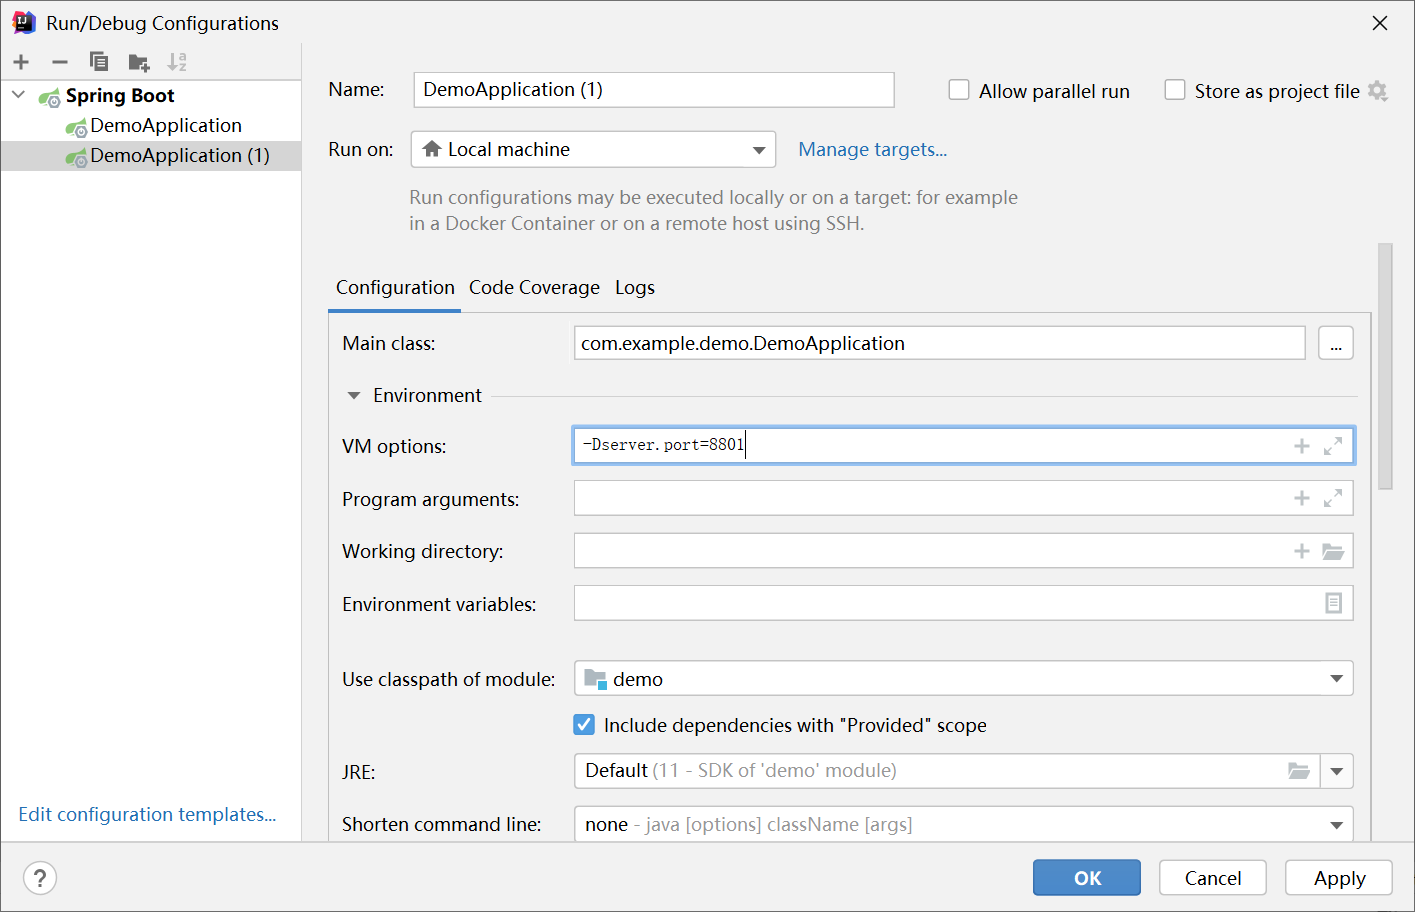 Run/Debug Configurations
Spring Boot
DemoApplication
DemoApplication (1)
Edit configuration templates...
Name:
DemoApplication (1)
Allow parallel run
Store as project file
Run on:
Local machine
Manage targets...
Run configurations may be executed locally or on a target: for example
in a Docker Container or on a remote host using SSH.
Configuration Code Coverage Logs
Main class:
com.example.demo.DemoApplication
...
Environment
VM options:
-Dserver.port=8801
Program arguments:
Working directory:
Environment variables:
Use classpath of module:
demo
Include dependencies with "Provided" scope
JRE:
Default (11 - SDK of 'demo' module)
Shorten command line:
none - java [options] className [args]
?
OK
Cancel
Apply